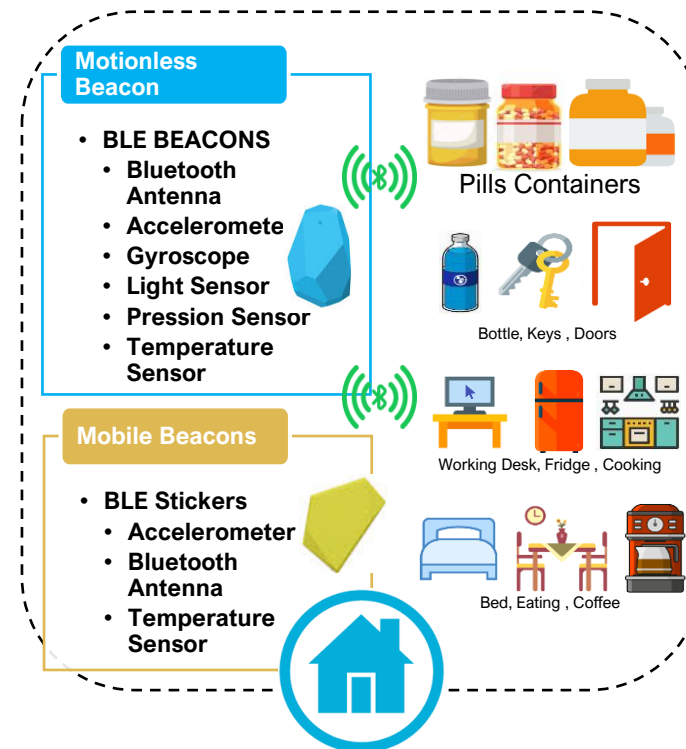 Motionless
Beacon
• BLE BEACONS
• Bluetooth
Antenna
• Acceleromete
• Gyroscope
• Light Sensor
• Pression Sensor
• Temperature
Sensor
Pills Containers
Bottle, Keys , Doors
Working Desk, Fridge , Cooking
Mobile Beacons
• BLE Stickers
• Accelerometer
• Bluetooth
Antenna
• Temperature
Sensor
Bed, Eating , Coffee